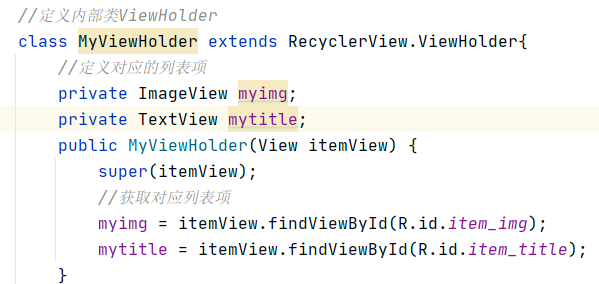 //定义内部类ViewHolder
class MyViewHolder extends RecyclerView.ViewHolder{
//定义对应的列表项
private ImageView myimg;
private TextView mytitle;
public MyViewHolder(View itemView) {
super(itemView);
//获取对应列表项
myimg = itemView.findViewById(R.id.item_img);
mytitle = itemView.findViewById(R.id.item_title);
}